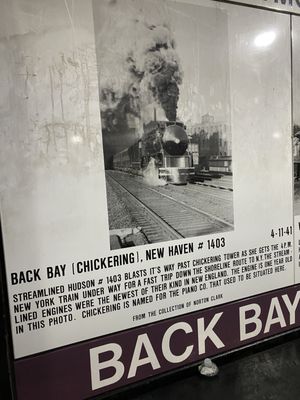 BACK BAY (CHICKERING), NEW HAVEN # 1403 4-11-41
STREAMLINED HUDSON # 1403 BLASTS IT'S WAY PAST CHICKERING TOWER AS SHE GETS THE 4P.M.
NEW YORK TRAIN UNDER WAY FOR A FAST TRIP DOWN THE SHORELINE ROUTE TO N.Y. THE STREAM-
LINED ENGINES WERE THE NEWEST OF THEIR KIND IN NEW ENGLAND. THE ENGINE IS ONE YEAR OLD
IN THIS PHOTO. CHICKERING IS NAMED FOR THE PIANO CO. THAT USED TO BE SITUATED HERE.
FROM THE COLLECTION OF NORTON CLARK
BACK BAY